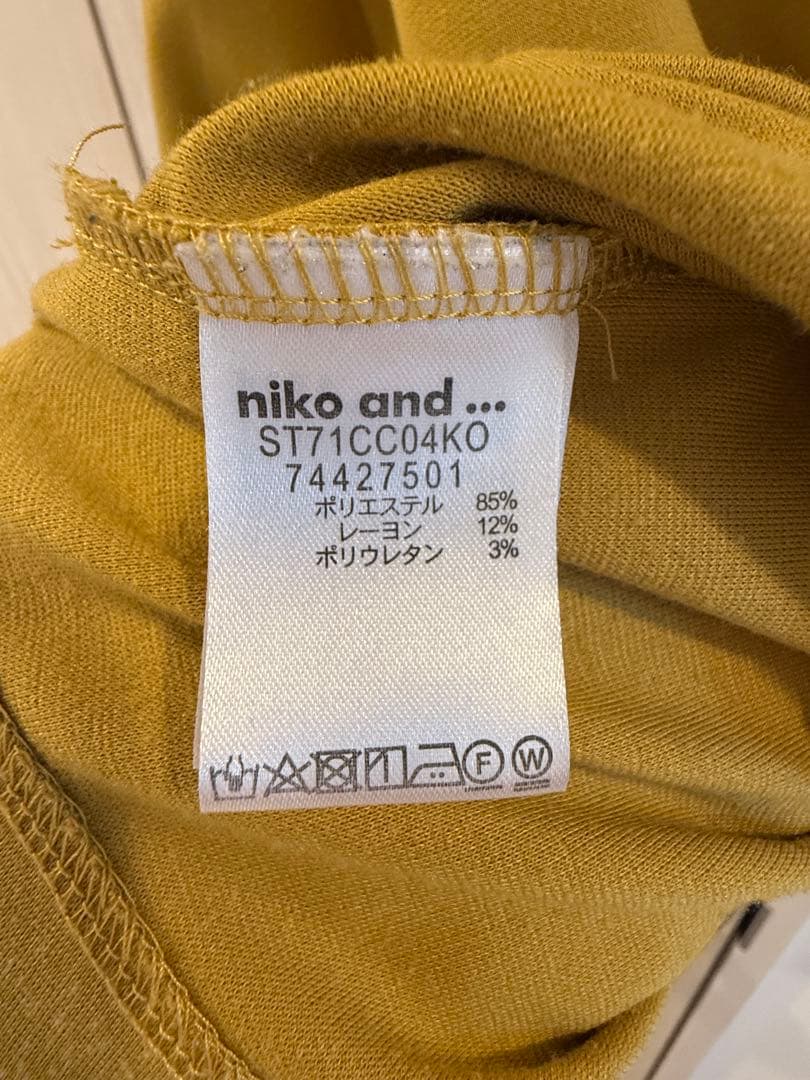 niko and ...
ST71CC04KO
74427501
ポリエステル 85%
レーヨン 12%
ポリウレタン 3%
F W